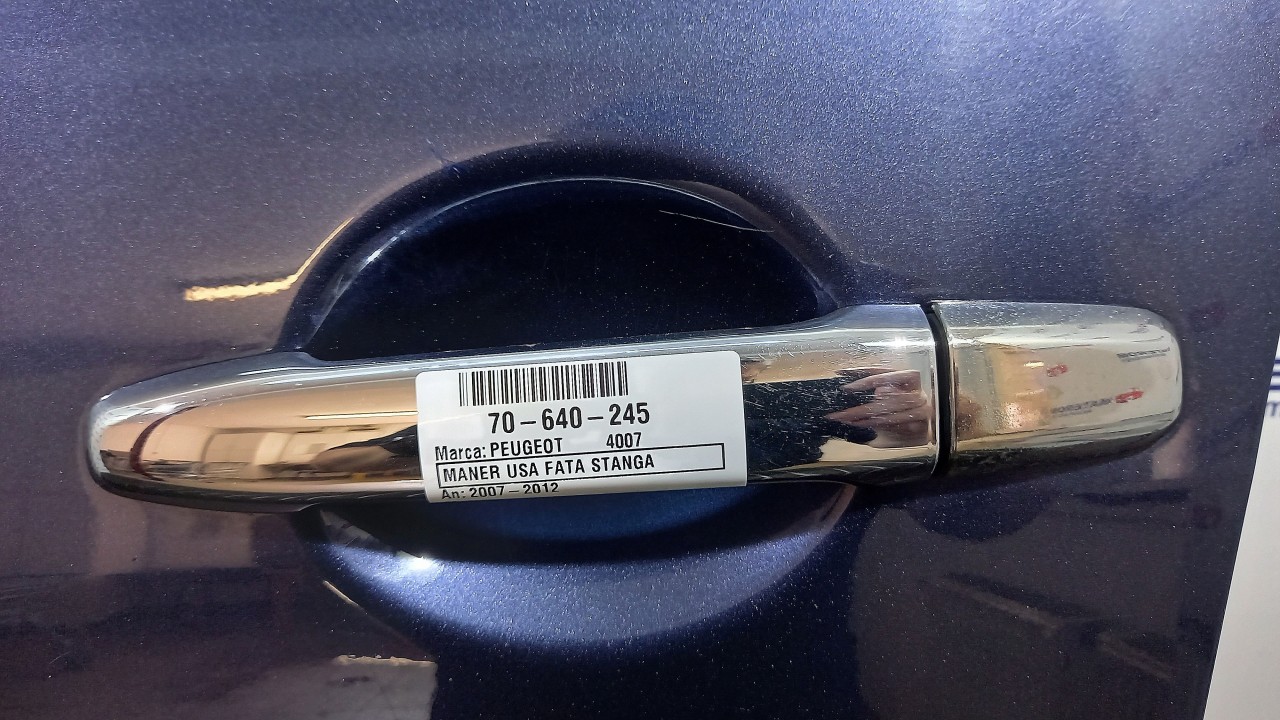 70-640-245
Marca: PEUGEOT 4007
MANER USA FATA STANGA
An: 2007-2012